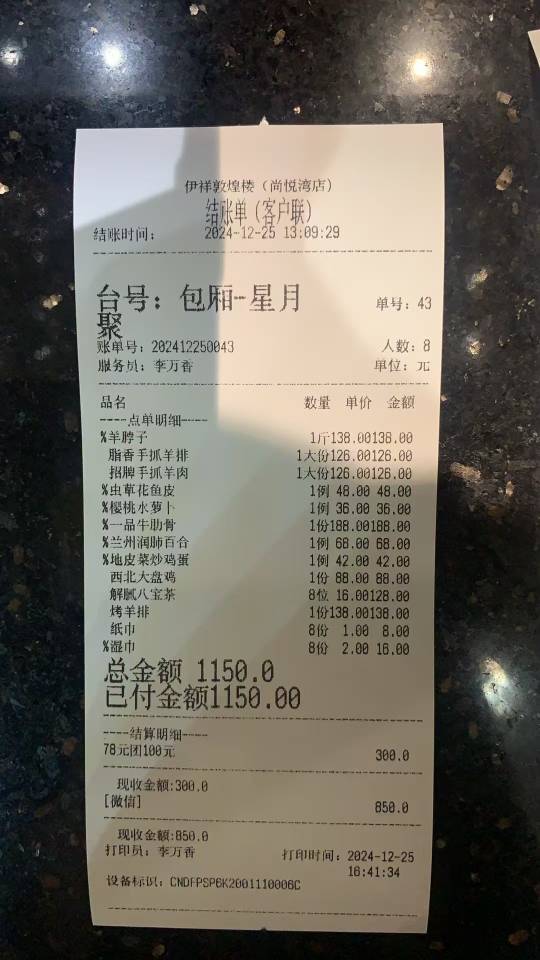 伊祥敦煌楼（尚悦湾店）
结账单（客户联）
结账时间： 2024-12-25 13:09:29
台号：包厢-星月聚 单号：43
账单号：202412250043 人数：8
服务员：李万香 单位：元
品名 数量 单价 金额
----点单明细----
%羊脖子 1斤138.00138.00
脂香手抓羊排 1大份126.00126.00
招牌手抓羊肉 1大份126.00126.00
%虫草花鱼皮 1例 48.00 48.00
%樱桃水萝卜 1例 36.00 36.00
%一品牛肋骨 1份188.00188.00
%兰州润肺百合 1例 68.00 68.00
%地皮菜炒鸡蛋 1例 42.00 42.00
西北大盘鸡 1份 88.00 88.00
解腻八宝茶 8位 16.00128.00
烤羊排 1份138.00138.00
纸巾 8份 1.00 8.00
%湿巾 8份 2.00 16.00
总金额 1150.0
已付金额1150.00
----结算明细----
78元团100元 300.0
现收金额:300.0
[微信] 850.0
现收金额:850.0
打印员：李万香 打印时间：2024-12-25 16:41:34
设备标识：CNDFPSP6K2001110006C